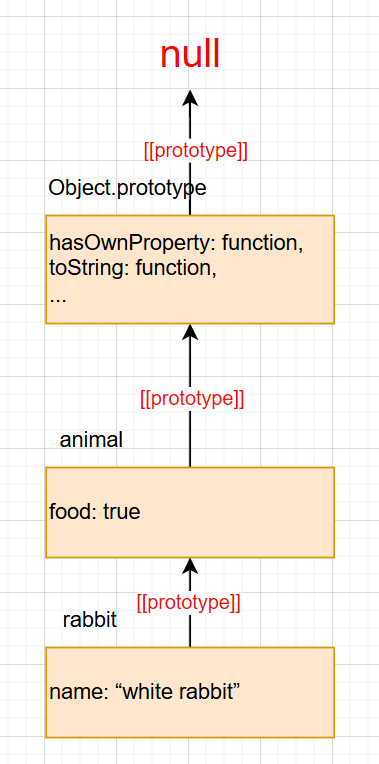 null
[[prototype]]
Object.prototype
hasOwnProperty: function,
toString: function,
...
[[prototype]]
animal
food: true
[[prototype]]
rabbit
name: “white rabbit”